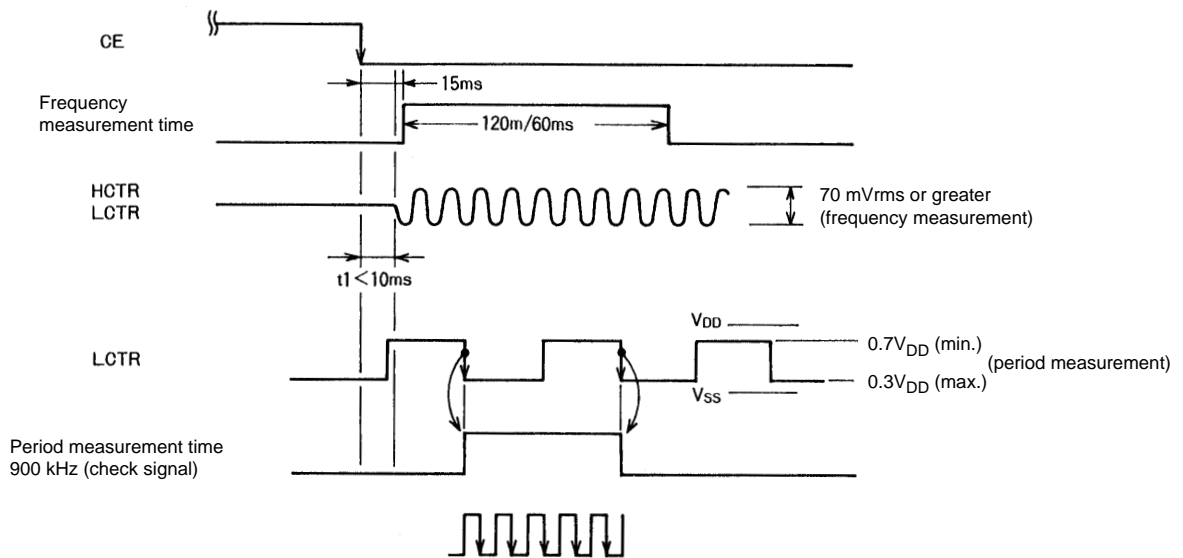 CE
15ms
Frequency
measurement time
120m/60ms
HCTR
LCTR
70 mVrms or greater
(frequency measurement)
t1<10ms
VDD
LCTR
0.7VDD (min.)
(period measurement)
0.3VDD (max.)
VSS
Period measurement time
900 kHz (check signal)